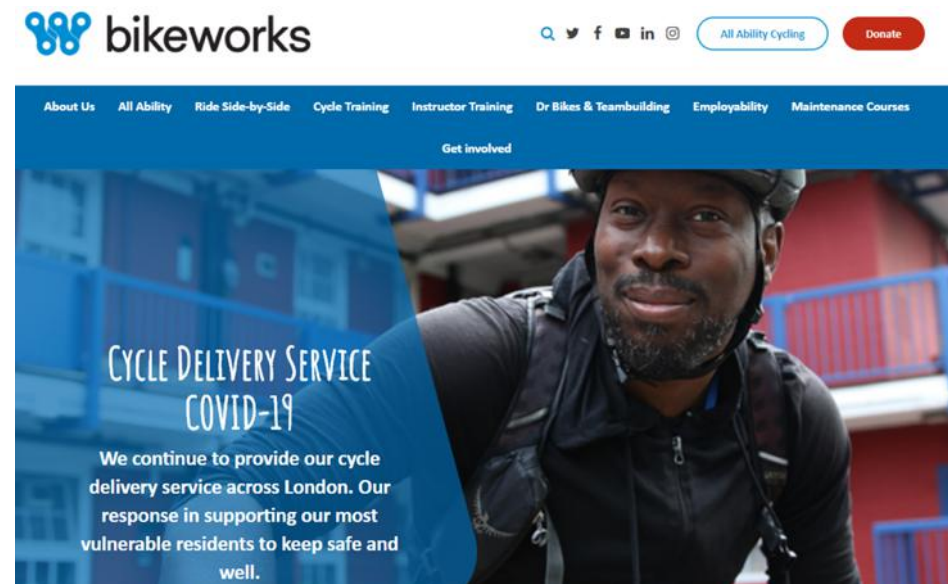 bikeworks
All Ability Cycling
Donate
About Us
All Ability
Ride Side-by-Side
Cycle Training
Instructor Training
Dr Bikes & Teambuilding
Employability
Maintenance Courses
Get involved
CYCLE DELIVERY SERVICE
COVID-19
We continue to provide our cycle
delivery service across London. Our
response in supporting our most
vulnerable residents to keep safe and
well.